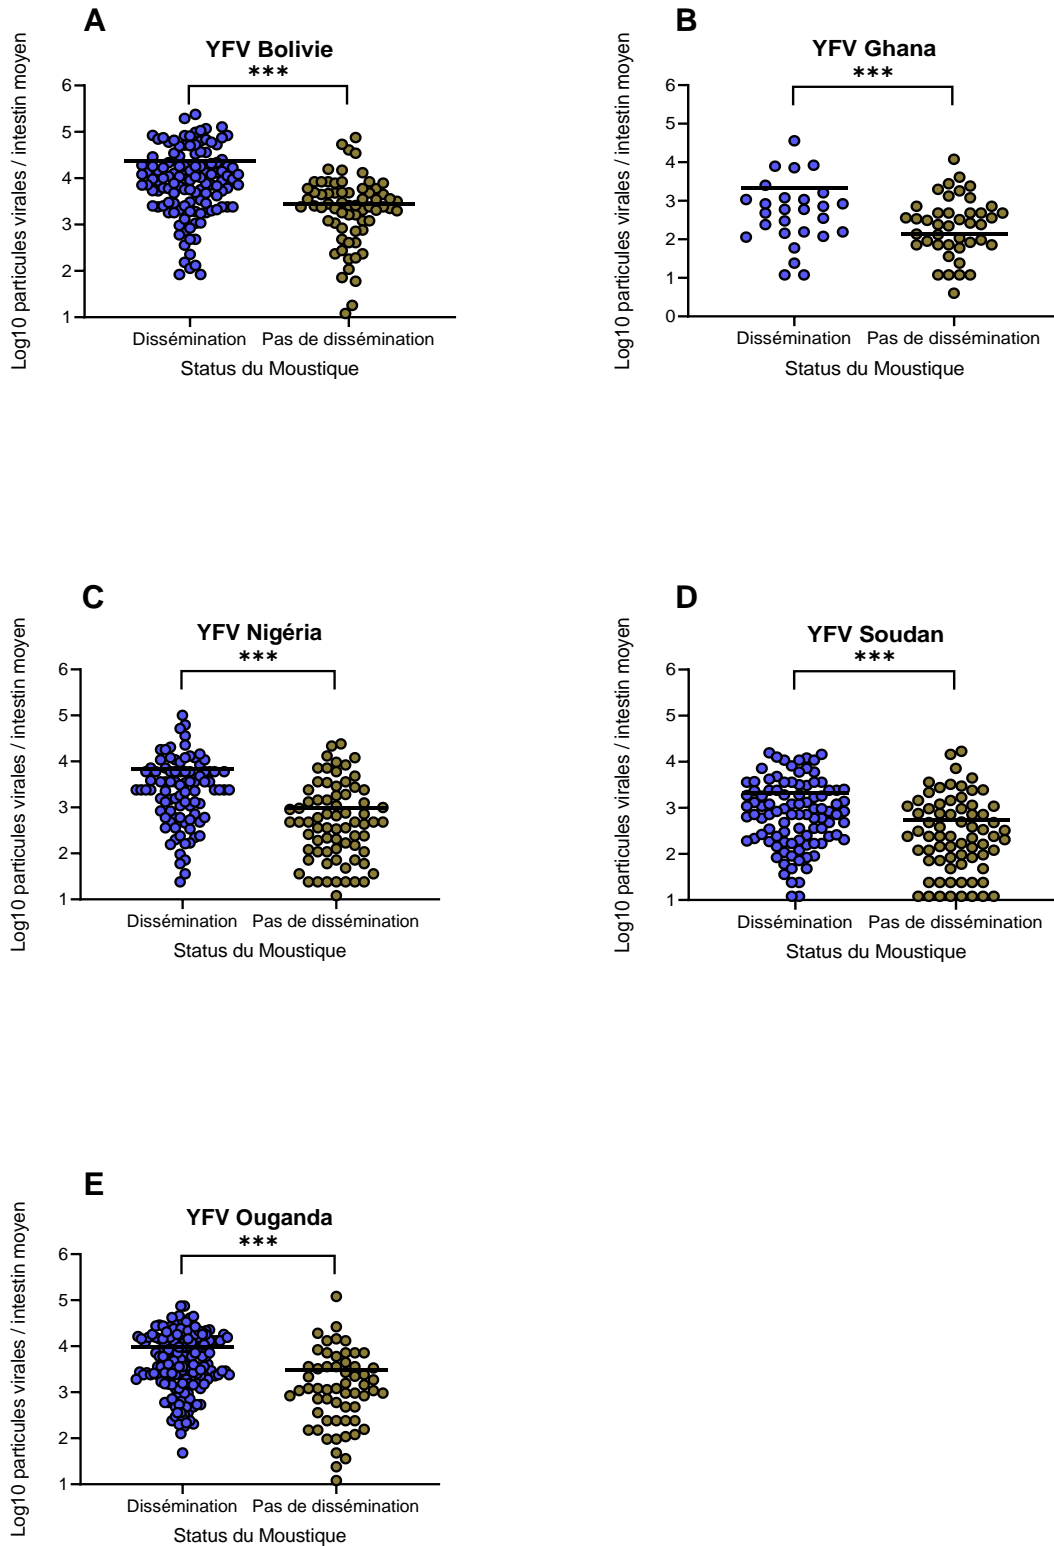 A
YFV Bolivie
***
Log10 particules virales / intestin moyen
6
5
4
3
2
1
Dissémination
Pas de dissémination
Status du Moustique
B
YFV Ghana
***
Log10 particules virales / intestin moyen
6
5
4
3
2
1
0
Dissémination
Pas de dissémination
Status du Moustique
C
YFV Nigéria
***
Log10 particules virales / intestin moyen
6
5
4
3
2
1
Dissémination
Pas de dissémination
Status du Moustique
D
YFV Soudan
***
Log10 particules virales / intestin moyen
6
5
4
3
2
1
Dissémination
Pas de dissémination
Status du Moustique
E
YFV Ouganda
***
Log10 particules virales / intestin moyen
6
5
4
3
2
1
Dissémination
Pas de dissémination
Status du Moustique